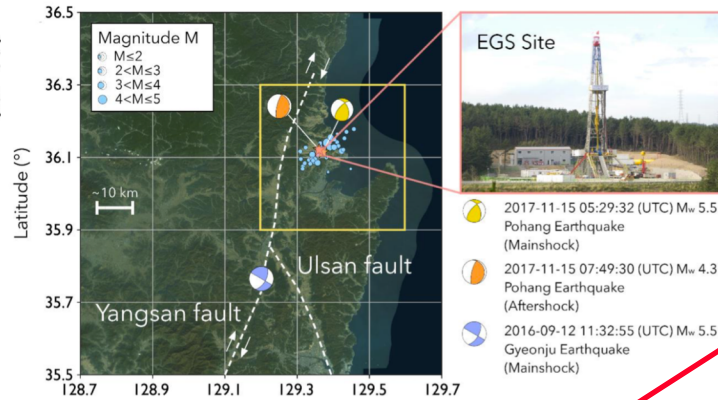 36.5
36.3
36.1
35.9
35.7
35.5
Latitude (°)
Magnitude M
M≤2
2<M≤3
3<M≤4
4<M≤5
~10 km
Ulsan fault
Yangsan fault
128.7
128.9
129.1
129.3
129.5
129.7
EGS Site
2017-11-15 05:29:32 (UTC) Mw 5.5
Pohang Earthquake
(Mainshock)
2017-11-15 07:49:30 (UTC) Mw 4.3
Pohang Earthquake
(Aftershock)
2016-09-12 11:32:55 (UTC) Mw 5.5
Gyeonju Earthquake
(Mainshock)